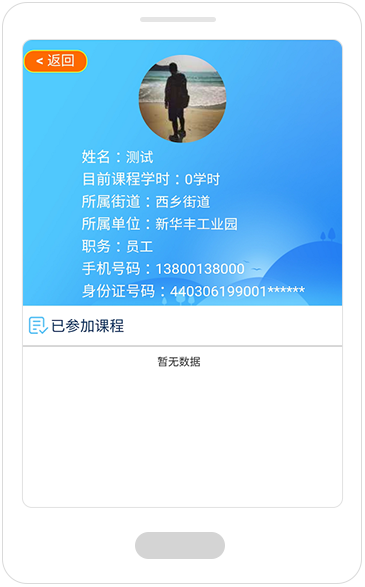 < 返回
姓名：测试
目前课程学时：0学时
所属街道：西乡街道
所属单位：新华丰工业园
职务：员工
手机号码：13800138000
身份证号码：440306199001******
已参加课程
暂无数据